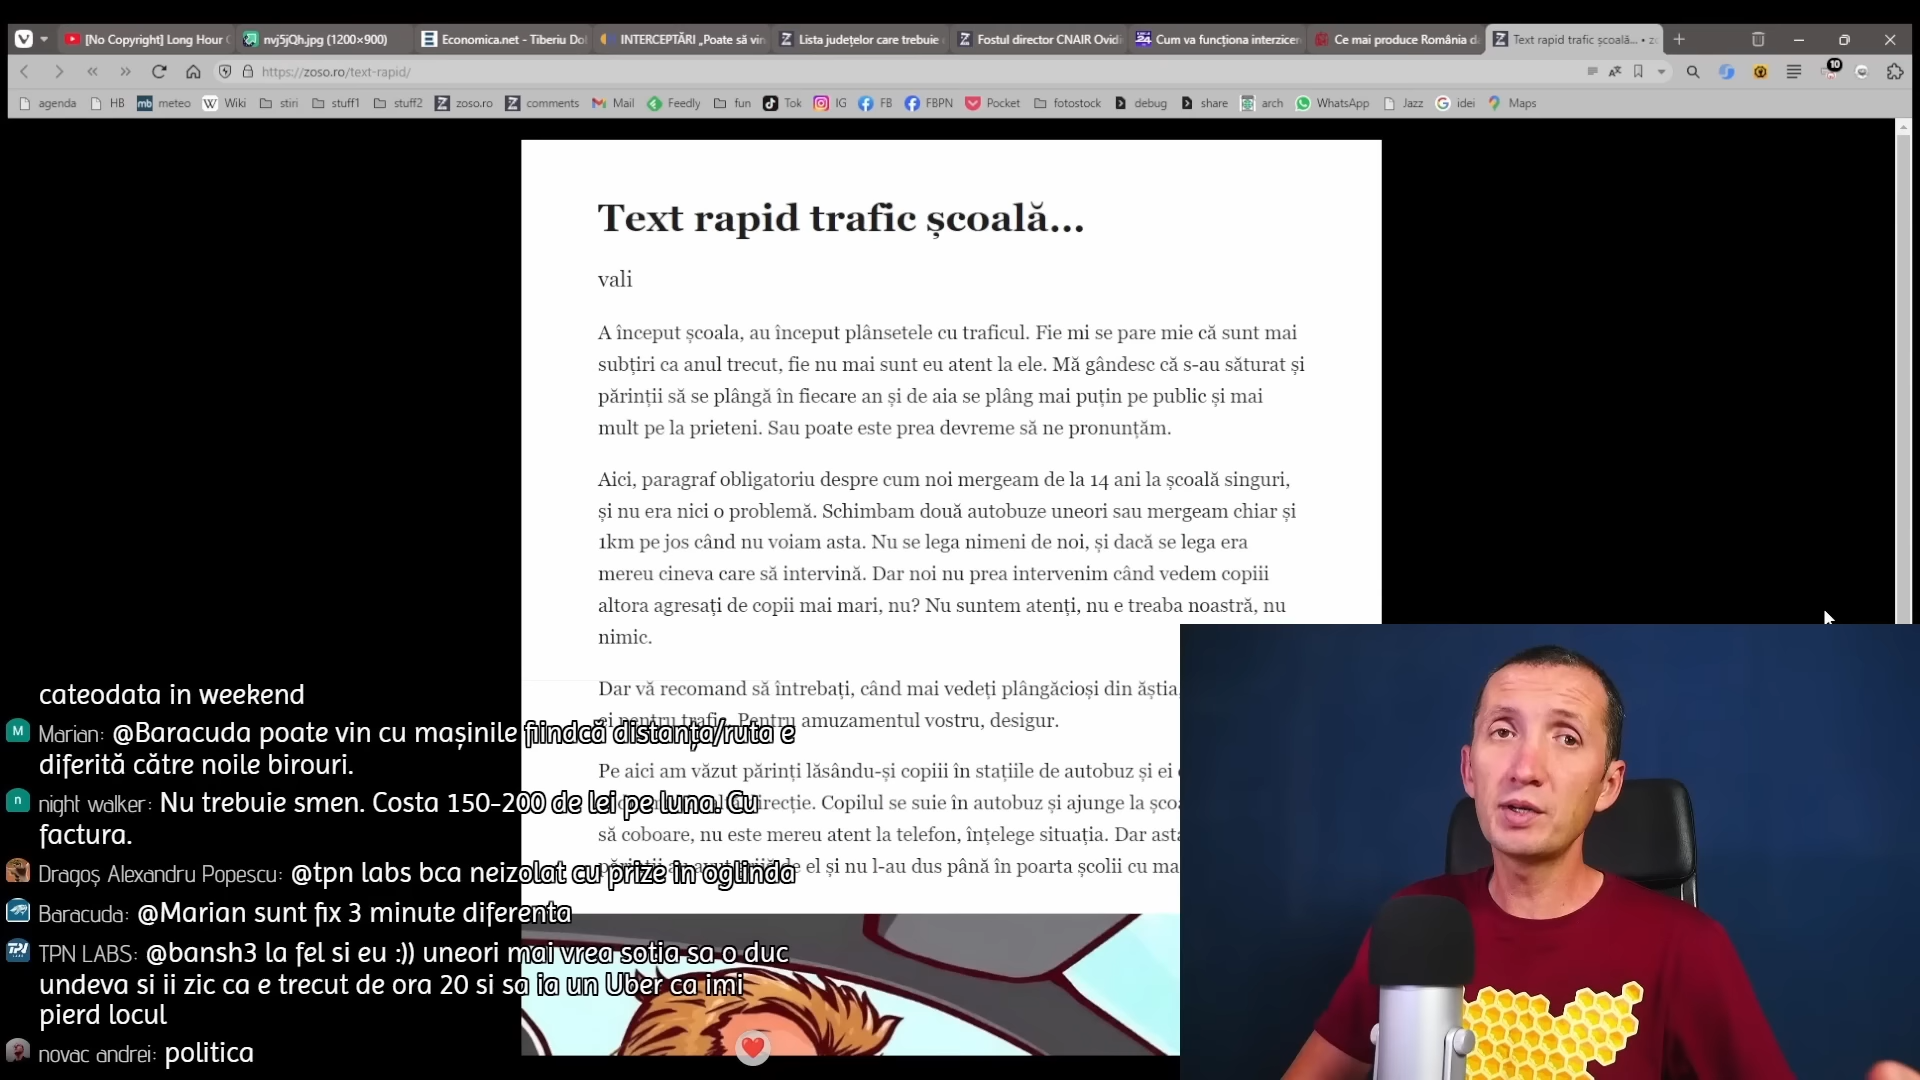 [No Copyright] Long Hour
nvj5jQh.jpg (1200×900)
Economica.net - Tiberiu Do
INTERCEPTĂRI „Poate să vin
Lista județelor care trebuie
Fostul director CNAIR Ovid
Cum va funcționa interzicer
Ce mai produce România d
Text rapid trafic școală... • z
https://zoso.ro/text-rapid/
10
agenda
HB
meteo
Wiki
stiri
stuff1
stuff2
zoso.ro
comments
Mail
Feedly
fun
Tok
IG
FB
FBPN
Pocket
fotostock
debug
share
arch
WhatsApp
Jazz
idei
Maps
Text rapid trafic școală...
vali
A început școala, au început plânsetele cu traficul. Fie mi se pare mie că sunt mai
subțiri ca anul trecut, fie nu mai sunt eu atent la ele. Mă gândesc că s-au săturat și
părinții să se plângă în fiecare an și de aia se plâng mai puțin pe public și mai
mult pe la prieteni. Sau poate este prea devreme să ne pronunțăm.
Aici, paragraf obligatoriu despre cum noi mergeam de la 14 ani la școală singuri,
și nu era nici o problemă. Schimbam două autobuze uneori sau mergeam chiar și
1km pe jos când nu voiam asta. Nu se lega nimeni de noi, și dacă se lega era
mereu cineva care să intervină. Dar noi nu prea intervenim când vedem copiii
altora agresați de copii mai mari, nu? Nu suntem atenți, nu e treaba noastră, nu
nimic.
Dar vă recomand să întrebați, când mai vedeți plângăcioși din ăștia,
ei pentru trafic. Pentru amuzamentul vostru, desigur.
Pe aici am văzut părinți lăsându-și copiii în stațiile de autobuz și ei
direcție. Copilul se suie în autobuz și ajunge la șco
să coboare, nu este mereu atent la telefon, înțelege situația. Dar asta
de el și nu l-au dus până în poarta școlii cu ma
cateodata in weekend
Marian: @Baracuda poate vin cu mașinile fiindcă distanța/ruta e
diferită către noile birouri.
night walker: Nu trebuie smen. Costa 150-200 de lei pe luna. Cu
factura.
Dragoș Alexandru Popescu: @tpn labs bca neizolat cu prize in oglinda
Baracuda: @Marian sunt fix 3 minute diferenta
TPN LABS: @bansh3 la fel si eu :)) uneori mai vrea sotia sa o duc
undeva si ii zic ca e trecut de ora 20 si sa ia un Uber ca imi
pierd locul
novac andrei: politica